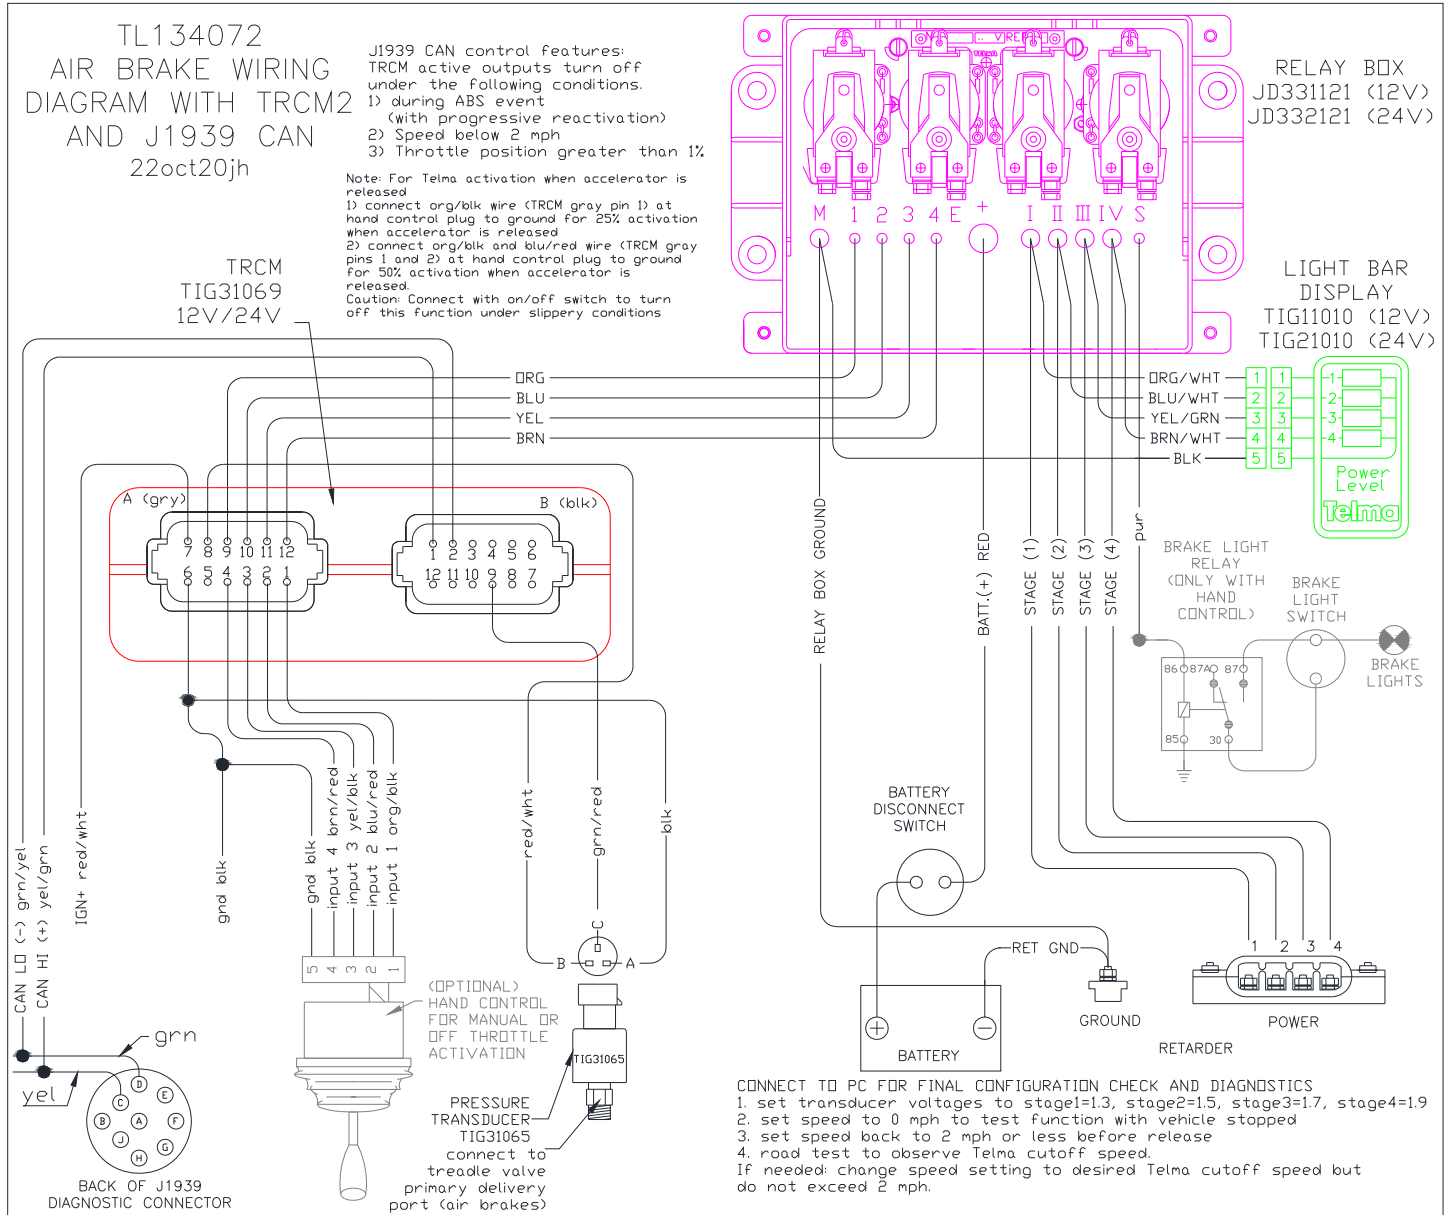 TL134072
AIR BRAKE WIRING
DIAGRAM WITH TRCM2
AND J1939 CAN
22oct20jh
J1939 CAN control features:
TRCM active outputs turn off
under the following conditions.
1) during ABS event
(with progressive reactivation)
2) Speed below 2 mph
3) Throttle position greater than 1%
Note: For Telma activation when accelerator is
released
1) connect org/blk wire (TRCM gray pin 1) at
hand control plug to ground for 25% activation
when accelerator is released
2) connect org/blk and blu/red wire (TRCM gray
pins 1 and 2) at hand control plug to ground
for 50% activation when accelerator is
released.
Caution: Connect with on/off switch to turn
off this function under slippery conditions
TRCM
TIG31069
12V/24V
TELMA
M 1 2 3 4 E + I II III IV S
RELAY BOX
JD331121 (12V)
JD332121 (24V)
LIGHT BAR
DISPLAY
TIG11010 (12V)
TIG21010 (24V)
ORG
BLU
YEL
BRN
ORG/WHT 1 1 1
BLU/WHT 2 2 2
YEL/GRN 3 3 3
BRN/WHT 4 4 4
BLK 5 5
Power
Level
Telma
A (gry)
B (blk)
7 8 9 10 11 12
6 5 4 3 2 1
1 2 3 4 5 6
12 11 10 9 8 7
RELAY BOX GROUND
BATT.(+) RED
STAGE (1)
STAGE (2)
STAGE (3)
STAGE (4)
pur
BRAKE LIGHT
RELAY
(ONLY WITH
HAND
CONTROL)
BRAKE
LIGHT
SWITCH
BRAKE
LIGHTS
86 87A 87
85 30
CAN LO (-) grn/yel
CAN HI (+) yel/grn
IGN+ red/wht
gnd blk
gnd blk
input 4 brn/red
input 3 yel/blk
input 2 blu/red
input 1 org/blk
red/wht
grn/red
blk
5 4 3 2 1
C
B A
(OPTIONAL)
HAND CONTROL
FOR MANUAL OR
OFF THROTTLE
ACTIVATION
TIG31065
PRESSURE
TRANSDUCER
TIG31065
connect to
treadle valve
primary delivery
port (air brakes)
grn
yel
D
C E
B A F
J G
H
BACK OF J1939
DIAGNOSTIC CONNECTOR
BATTERY
DISCONNECT
SWITCH
RET GND
+ −
BATTERY
GROUND
1 2 3 4
POWER
RETARDER
CONNECT TO PC FOR FINAL CONFIGURATION CHECK AND DIAGNOSTICS
1. set transducer voltages to stage1=1.3, stage2=1.5, stage3=1.7, stage4=1.9
2. set speed to 0 mph to test function with vehicle stopped
3. set speed back to 2 mph or less before release
4. road test to observe Telma cutoff speed.
If needed: change speed setting to desired Telma cutoff speed but
do not exceed 2 mph.